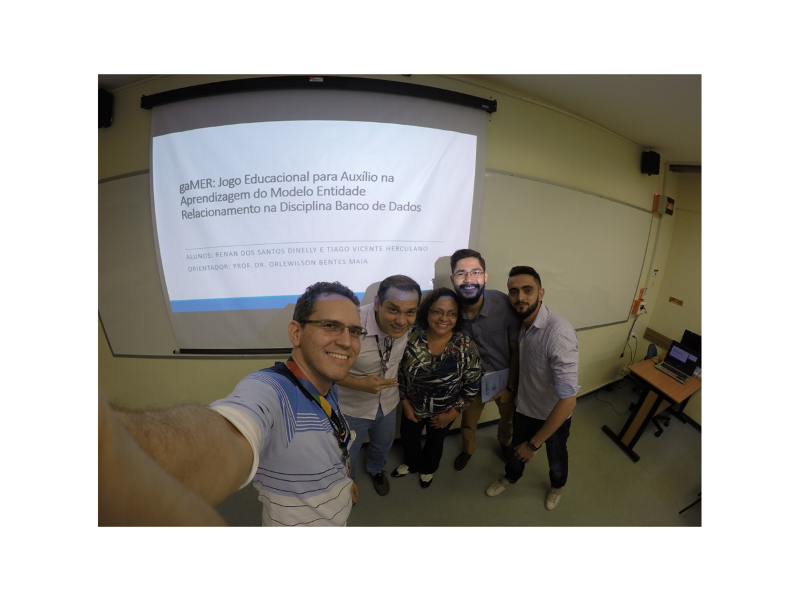 gaMER: Jogo Educacional para Auxílio na
Aprendizagem do Modelo Entidade
Relacionamento na Disciplina Banco de Dados
ALUNOS: RENAN DOS SANTOS DINELLY E TIAGO VICENTE HERCULANO
ORIENTADOR: PROF. DR. ORLEWILSON BENTES MAIA